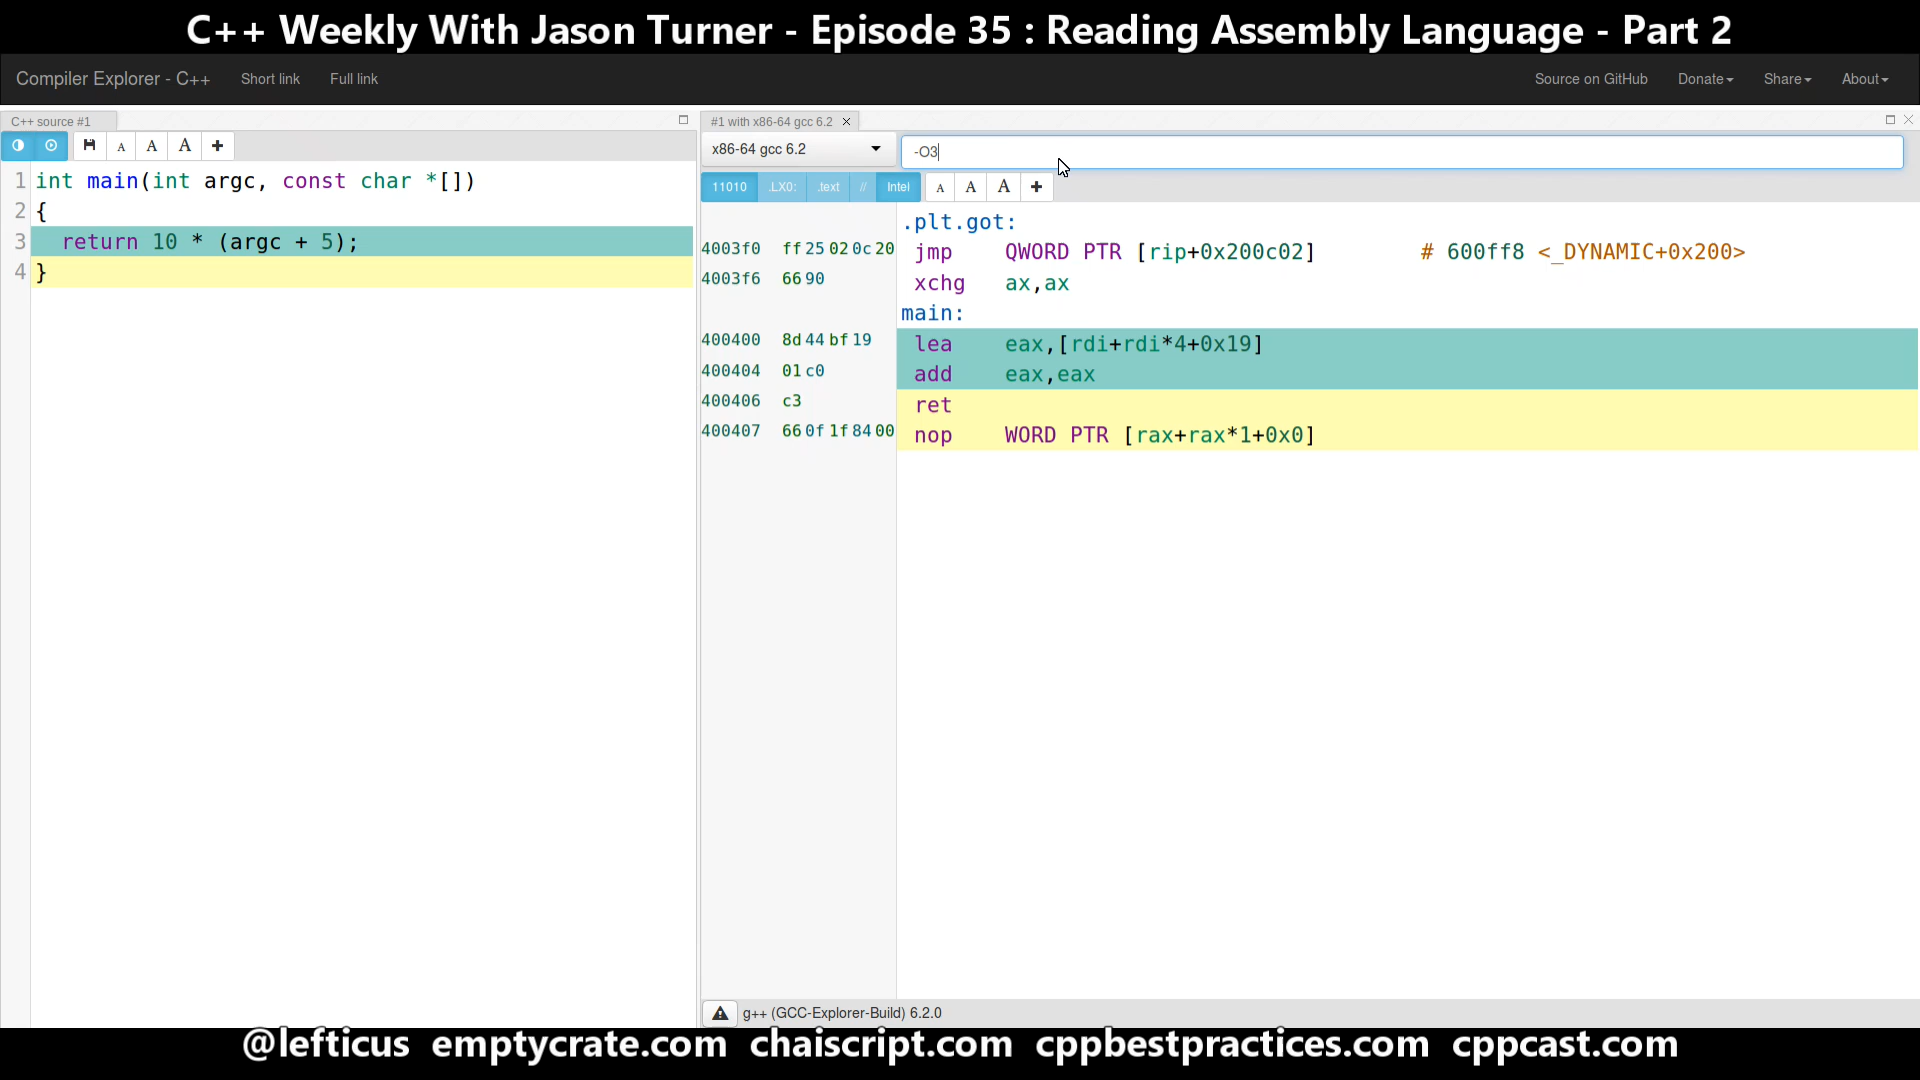 C++ Weekly With Jason Turner - Episode 35 : Reading Assembly Language - Part 2
Compiler Explorer - C++ Short link Full link Source on GitHub Donate Share About
C++ source #1
A A A
1 int main(int argc, const char *[])
2 {
3 return 10 * (argc + 5);
4 }
#1 with x86-64 gcc 6.2
x86-64 gcc 6.2 -O3
11010 .LX0: .text // Intel A A A
.plt.got:
4003f0 ff 25 02 0c 20 jmp QWORD PTR [rip+0x200c02] # 600ff8 <_DYNAMIC+0x200>
4003f6 66 90 xchg ax,ax
main:
400400 8d 44 bf 19 lea eax,[rdi+rdi*4+0x19]
400404 01 c0 add eax,eax
400406 c3 ret
400407 66 0f 1f 84 00 nop WORD PTR [rax+rax*1+0x0]
g++ (GCC-Explorer-Build) 6.2.0
@lefticus emptycrate.com chaiscript.com cppbestpractices.com cppcast.com